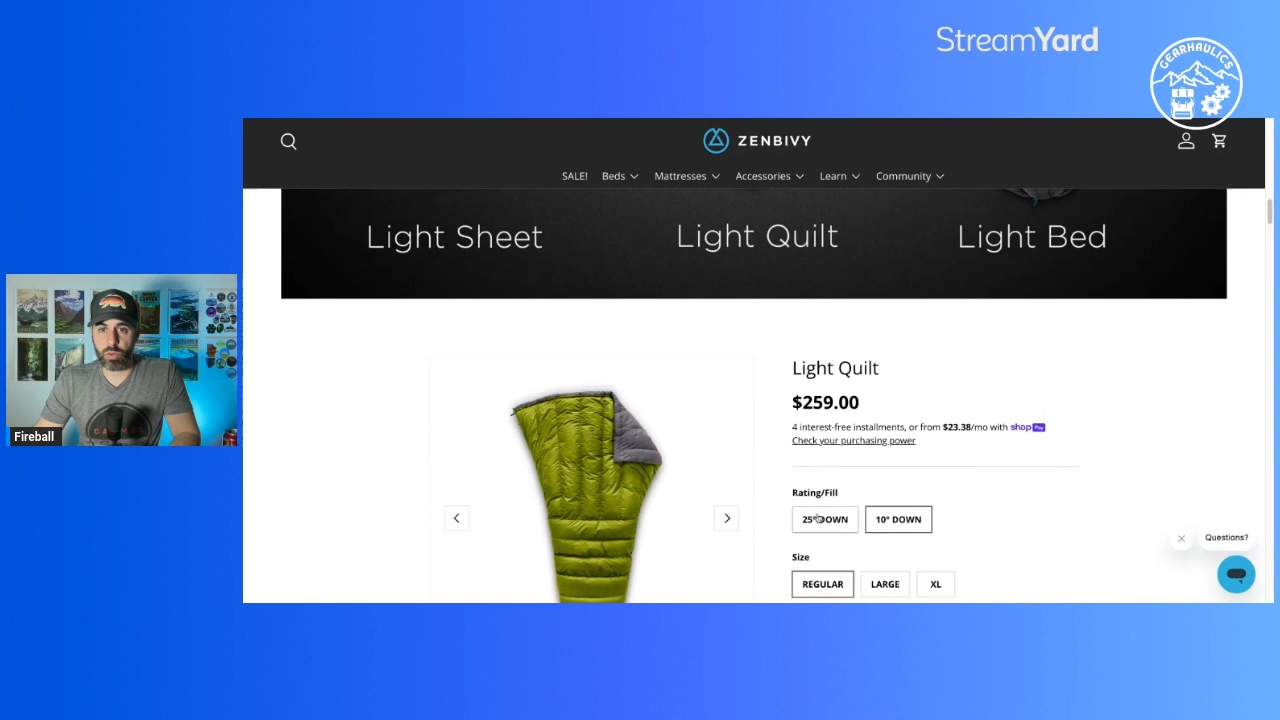 StreamYard
GEARHAULICS
ZENBIVY
SALE! Beds Mattresses Accessories Learn Community
Light Sheet Light Quilt Light Bed
Light Quilt
$259.00
4 interest-free installments, or from $23.38/mo with shop Pay
Check your purchasing power
Rating/Fill
25° DOWN 10° DOWN
Size
REGULAR LARGE XL
Questions?
Fireball